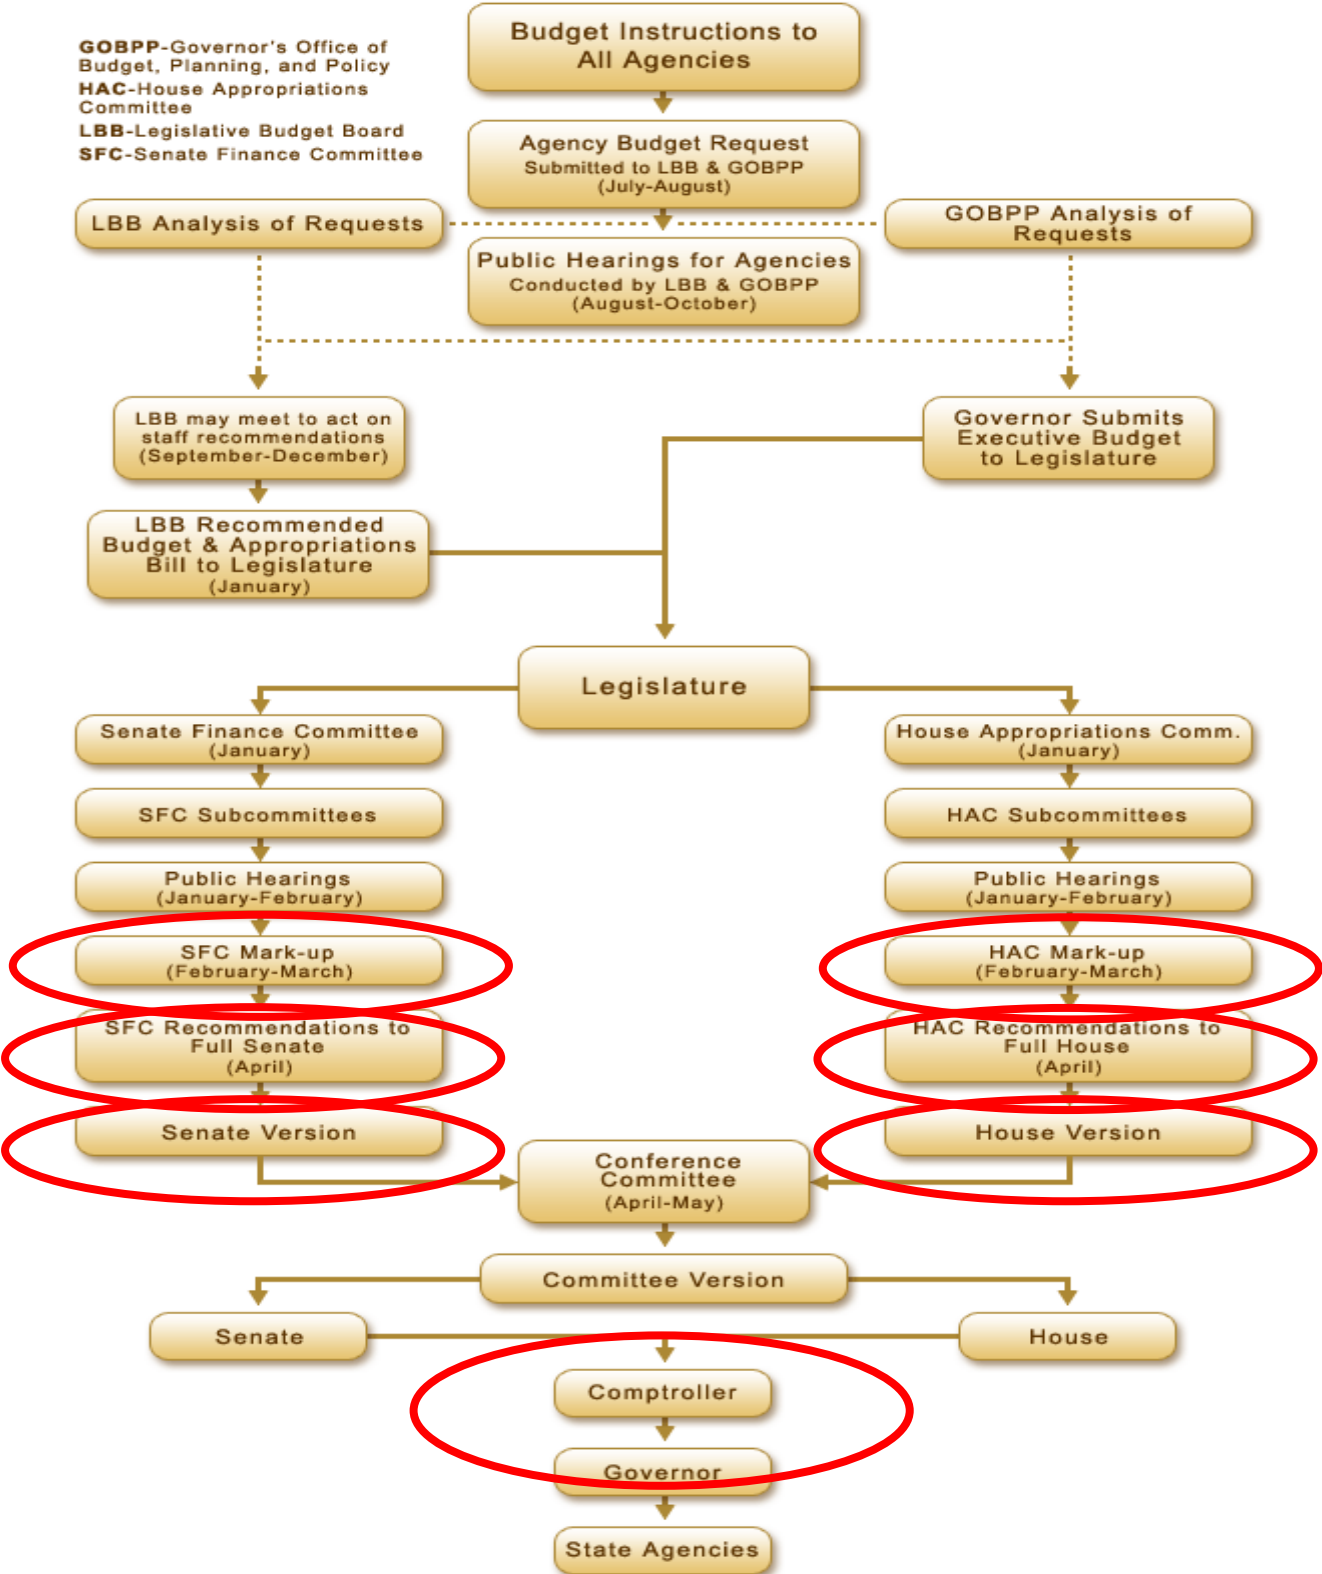 GOBPP-Governor's Office of
Budget, Planning, and Policy
HAC-House Appropriations
Committee
LBB-Legislative Budget Board
SFC-Senate Finance Committee
Budget Instructions to
All Agencies
Agency Budget Request
Submitted to LBB & GOBPP
(July-August)
LBB Analysis of Requests
GOBPP Analysis of
Requests
Public Hearings for Agencies
Conducted by LBB & GOBPP
(August-October)
LBB may meet to act on
staff recommendations
(September-December)
Governor Submits
Executive Budget
to Legislature
LBB Recommended
Budget & Appropriations
Bill to Legislature
(January)
Legislature
Senate Finance Committee
(January)
House Appropriations Comm.
(January)
SFC Subcommittees
HAC Subcommittees
Public Hearings
(January-February)
Public Hearings
(January-February)
SFC Mark-up
(February-March)
HAC Mark-up
(February-March)
SFC Recommendations to
Full Senate
(April)
HAC Recommendations to
Full House
(April)
Senate Version
House Version
Conference
Committee
(April-May)
Committee Version
Senate
House
Comptroller
Governor
State Agencies